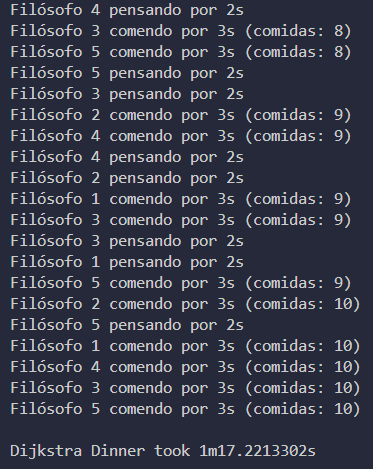 Filósofo 4 pensando por 2s
Filósofo 3 comendo por 3s (comidas: 8)
Filósofo 5 comendo por 3s (comidas: 8)
Filósofo 5 pensando por 2s
Filósofo 3 pensando por 2s
Filósofo 2 comendo por 3s (comidas: 9)
Filósofo 4 comendo por 3s (comidas: 9)
Filósofo 4 pensando por 2s
Filósofo 2 pensando por 2s
Filósofo 1 comendo por 3s (comidas: 9)
Filósofo 3 comendo por 3s (comidas: 9)
Filósofo 3 pensando por 2s
Filósofo 1 pensando por 2s
Filósofo 5 comendo por 3s (comidas: 9)
Filósofo 2 comendo por 3s (comidas: 10)
Filósofo 5 pensando por 2s
Filósofo 1 comendo por 3s (comidas: 10)
Filósofo 4 comendo por 3s (comidas: 10)
Filósofo 3 comendo por 3s (comidas: 10)
Filósofo 5 comendo por 3s (comidas: 10)
Dijkstra Dinner took 1m17.2213302s